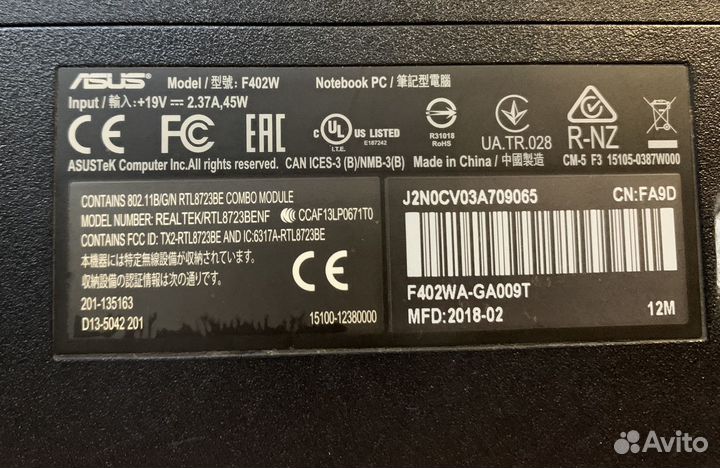 ASUS Model / 型號: F402W Notebook PC / 筆記型電腦
Input / 輸入: +19V ⎓ 2.37A,45W
CE FC EAC c UL US LISTED I.T.E. E187242 R31018 RoHS UA.TR.028 R-NZ
ASUSTeK Computer Inc.All rights reserved. CAN ICES-3 (B)/NMB-3(B) Made in China / 中國製造 CM-5 F3 15105-0387W000
CONTAINS 802.11B/G/N RTL8723BE COMBO MODULE
MODEL NUMBER: REALTEK/RTL8723BENF CCAF13LP0671T0
CONTAINS FCC ID: TX2-RTL8723BE AND IC:6317A-RTL8723BE
本機器には特定無線設備が収納されています.
収納設備の認証情報は次の通りです.
CE
201-135163
D13-5042 201 15100-12380000
J2N0CV03A709065 CN:FA9D
F402WA-GA009T
MFD:2018-02 12M
Avito